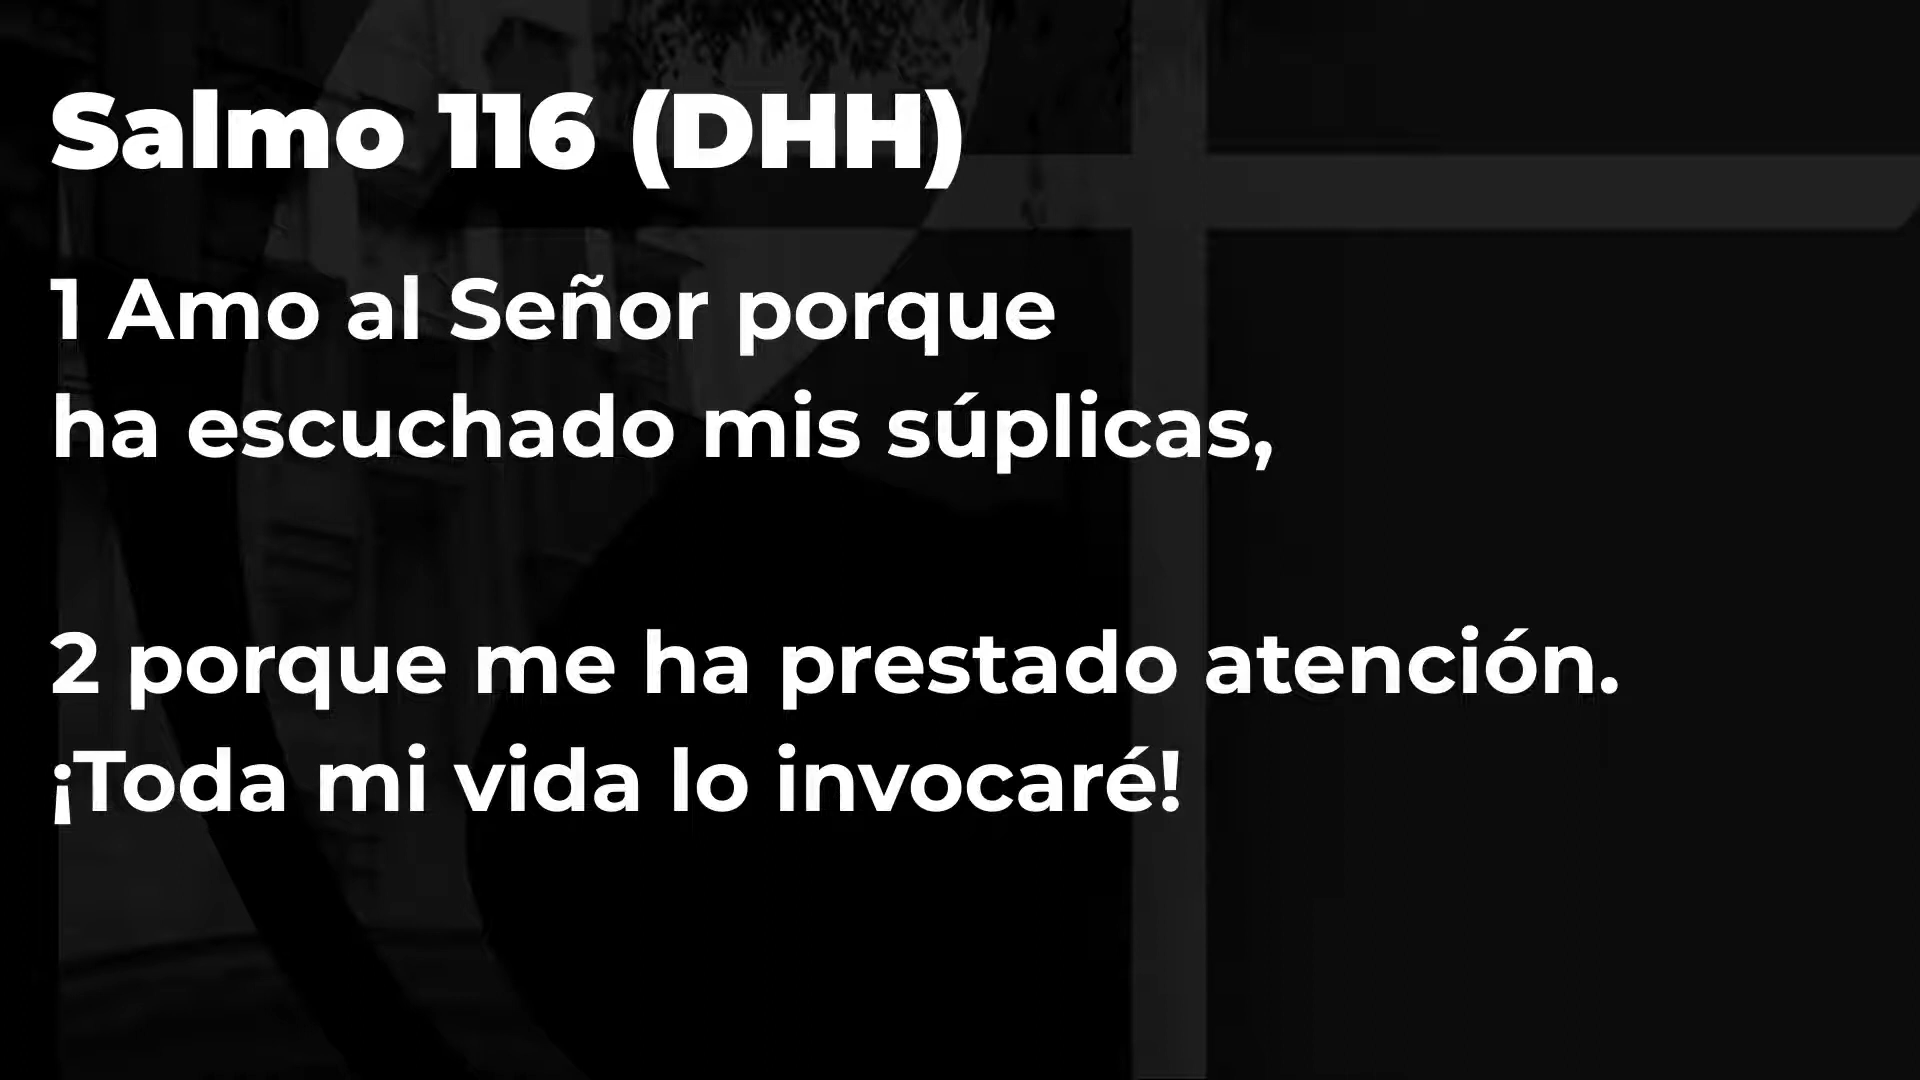 Salmo 116 (DHH)
1 Amo al Señor porque
ha escuchado mis súplicas,
2 porque me ha prestado atención.
¡Toda mi vida lo invocaré!